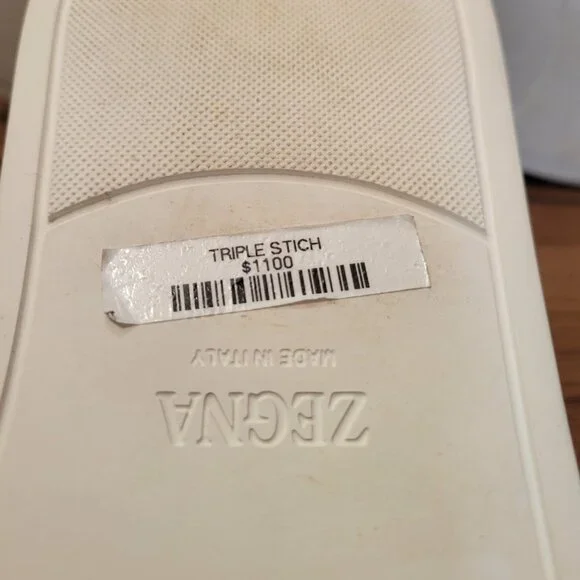 TRIPLE STICH
$1100
MADE IN ITALY
ZEGNA